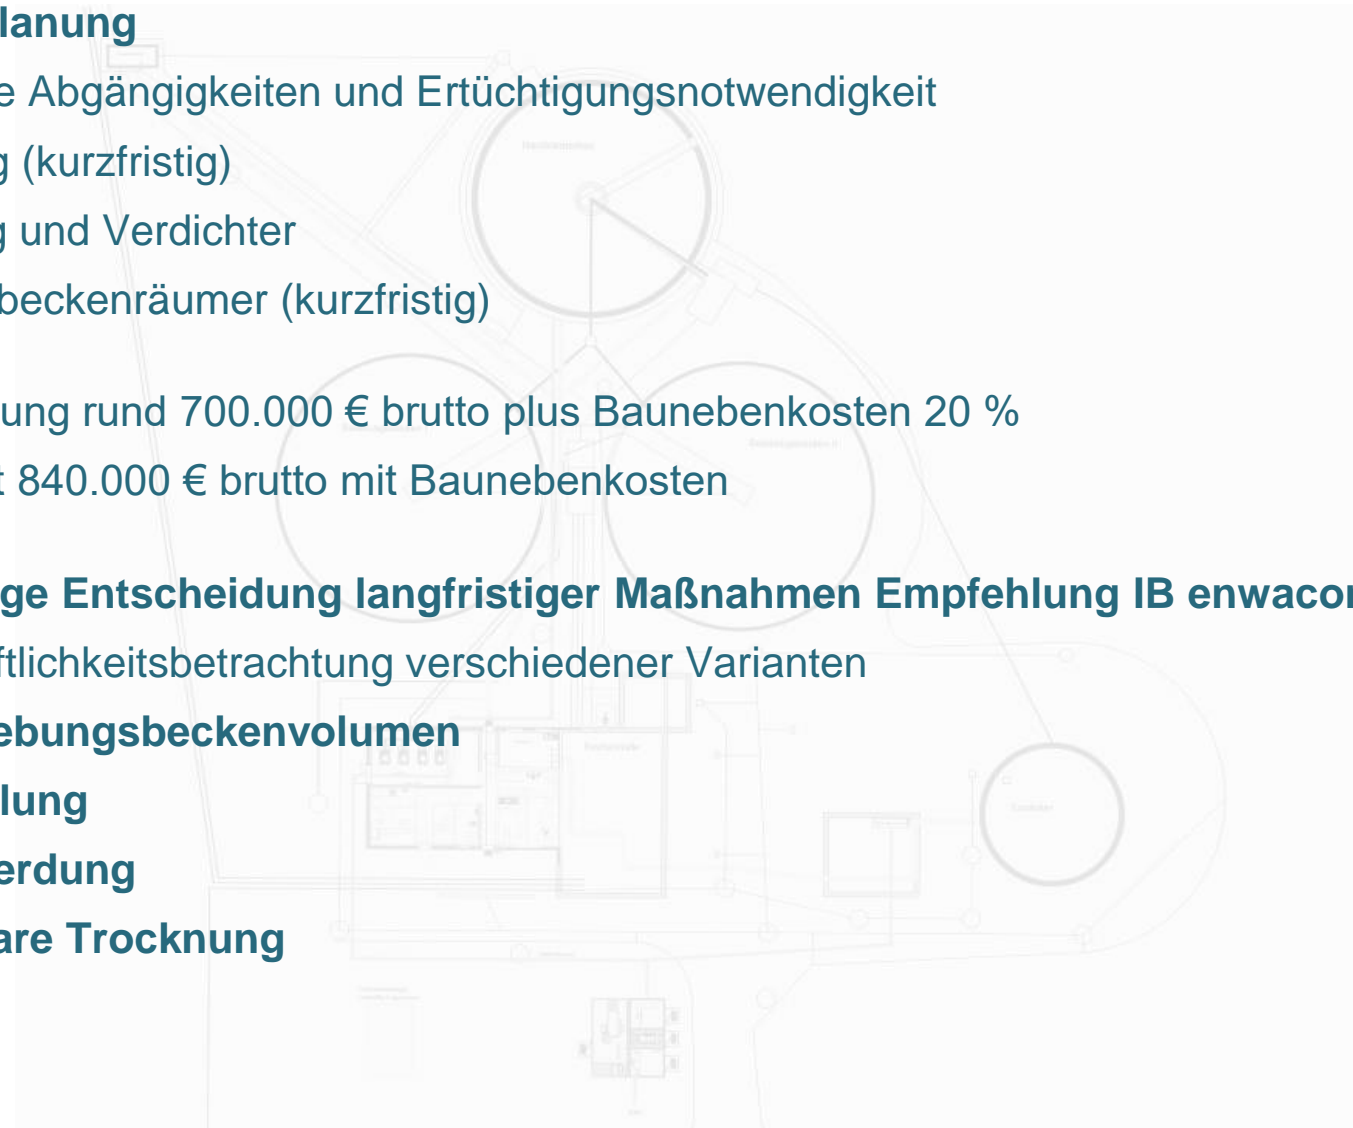 lanung
e Abgängigkeiten und Ertüchtigungsnotwendigkeit
g (kurzfristig)
g und Verdichter
beckenräumer (kurzfristig)
ung rund 700.000 € brutto plus Baunebenkosten 20 %
t 840.000 € brutto mit Baunebenkosten
ge Entscheidung langfristiger Maßnahmen Empfehlung IB enwacon
ftlichkeitsbetrachtung verschiedener Varianten
ebungsbeckenvolumen
lung
erdung
are Trocknung